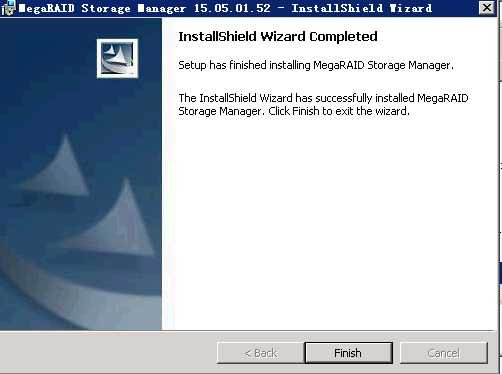 MegaRAID Storage Manager 15.05.01.52 - InstallShield Wizard
InstallShield Wizard Completed
Setup has finished installing MegaRAID Storage Manager.
The InstallShield Wizard has successfully installed MegaRAID
Storage Manager. Click Finish to exit the wizard.
< Back
Finish
Cancel